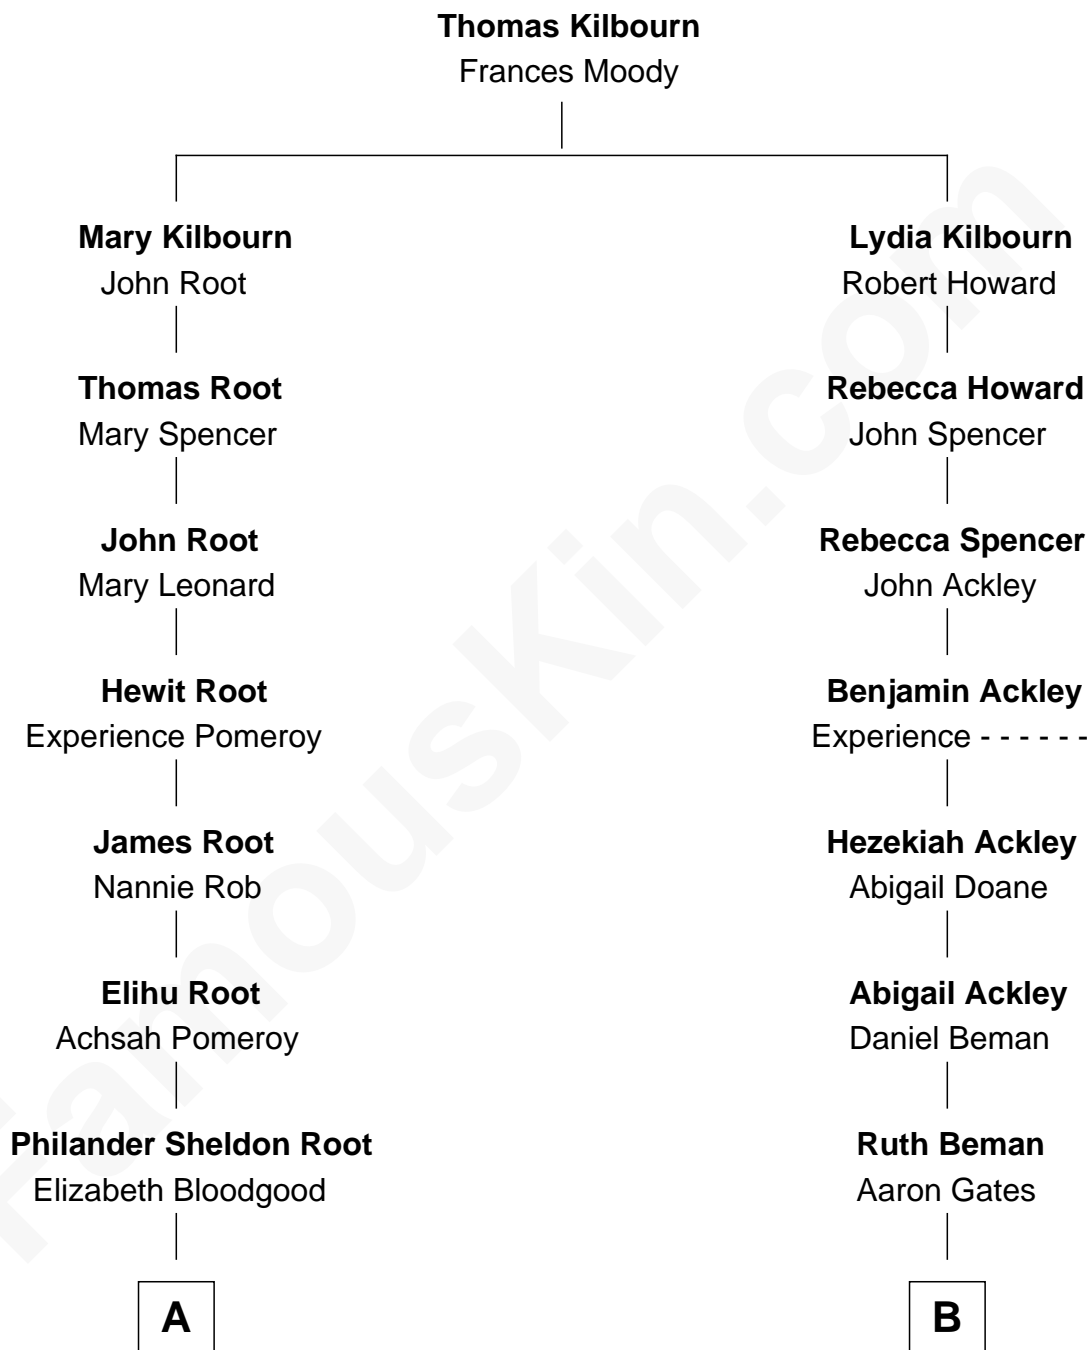 Thomas Kilbourn
Frances Moody
Mary Kilbourn
John Root
Lydia Kilbourn
Robert Howard
Thomas Root
Mary Spencer
Rebecca Howard
John Spencer
John Root
Mary Leonard
Rebecca Spencer
John Ackley
Hewit Root
Experience Pomeroy
Benjamin Ackley
Experience - - - - - -
James Root
Nannie Rob
Hezekiah Ackley
Abigail Doane
Elihu Root
Achsah Pomeroy
Abigail Ackley
Daniel Beman
Philander Sheldon Root
Elizabeth Bloodgood
Ruth Beman
Aaron Gates
A
B
FamousKin.com